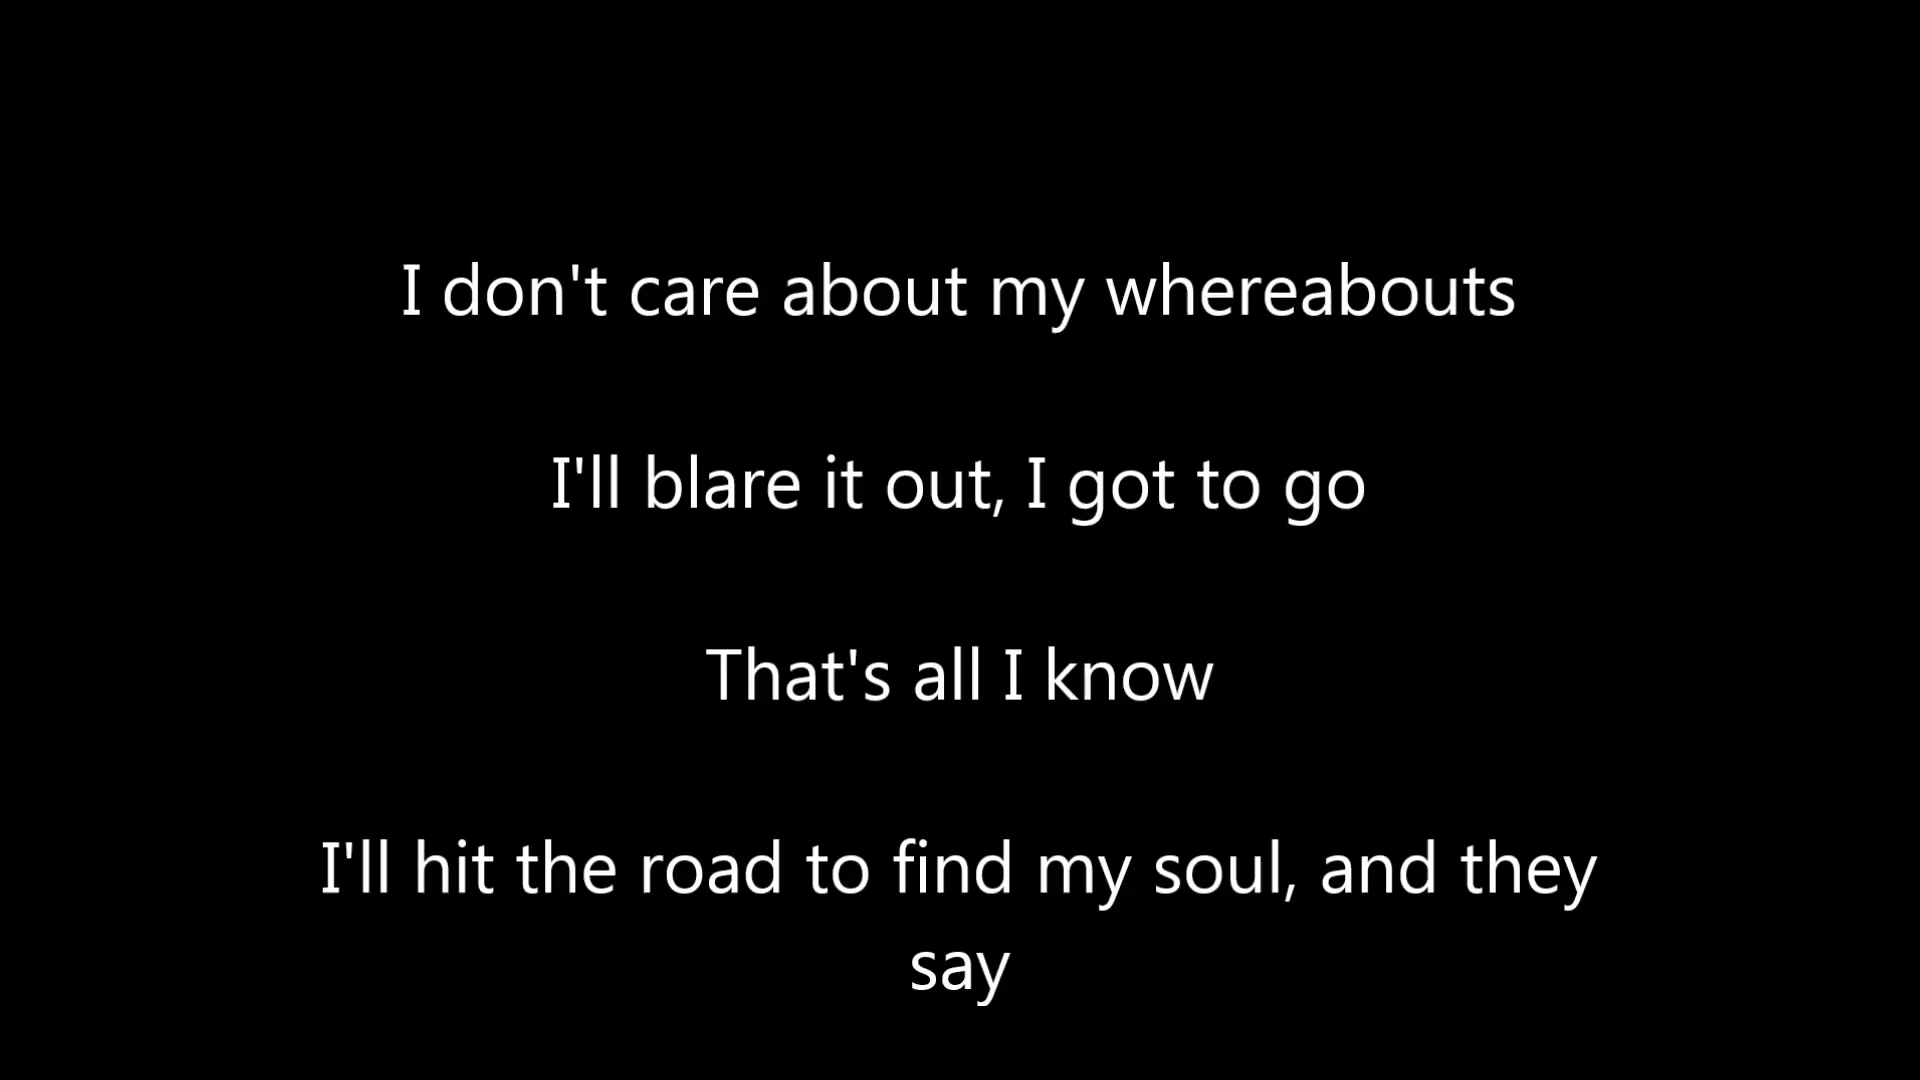 I don't care about my whereabouts
I'll blare it out, I got to go
That's all I know
I'll hit the road to find my soul, and they
say